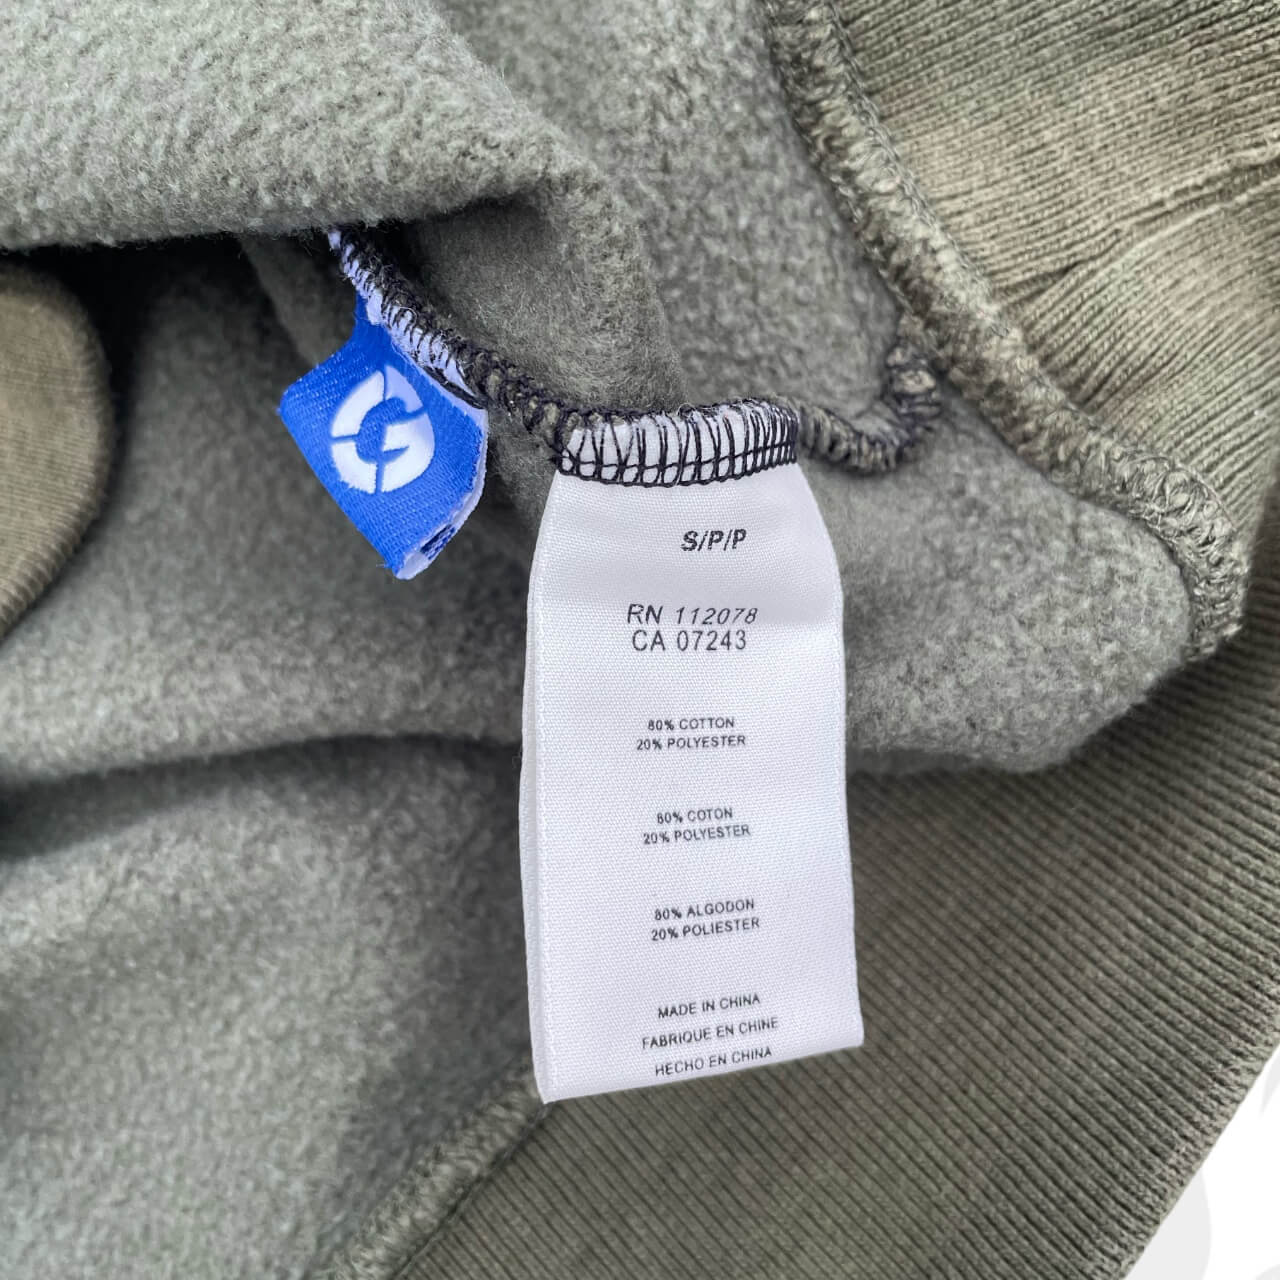 S/P/P
RN 112078
CA 07243
80% COTTON
20% POLYESTER
80% COTON
20% POLYESTER
80% ALGODON
20% POLIESTER
MADE IN CHINA
FABRIQUE EN CHINE
HECHO EN CHINA